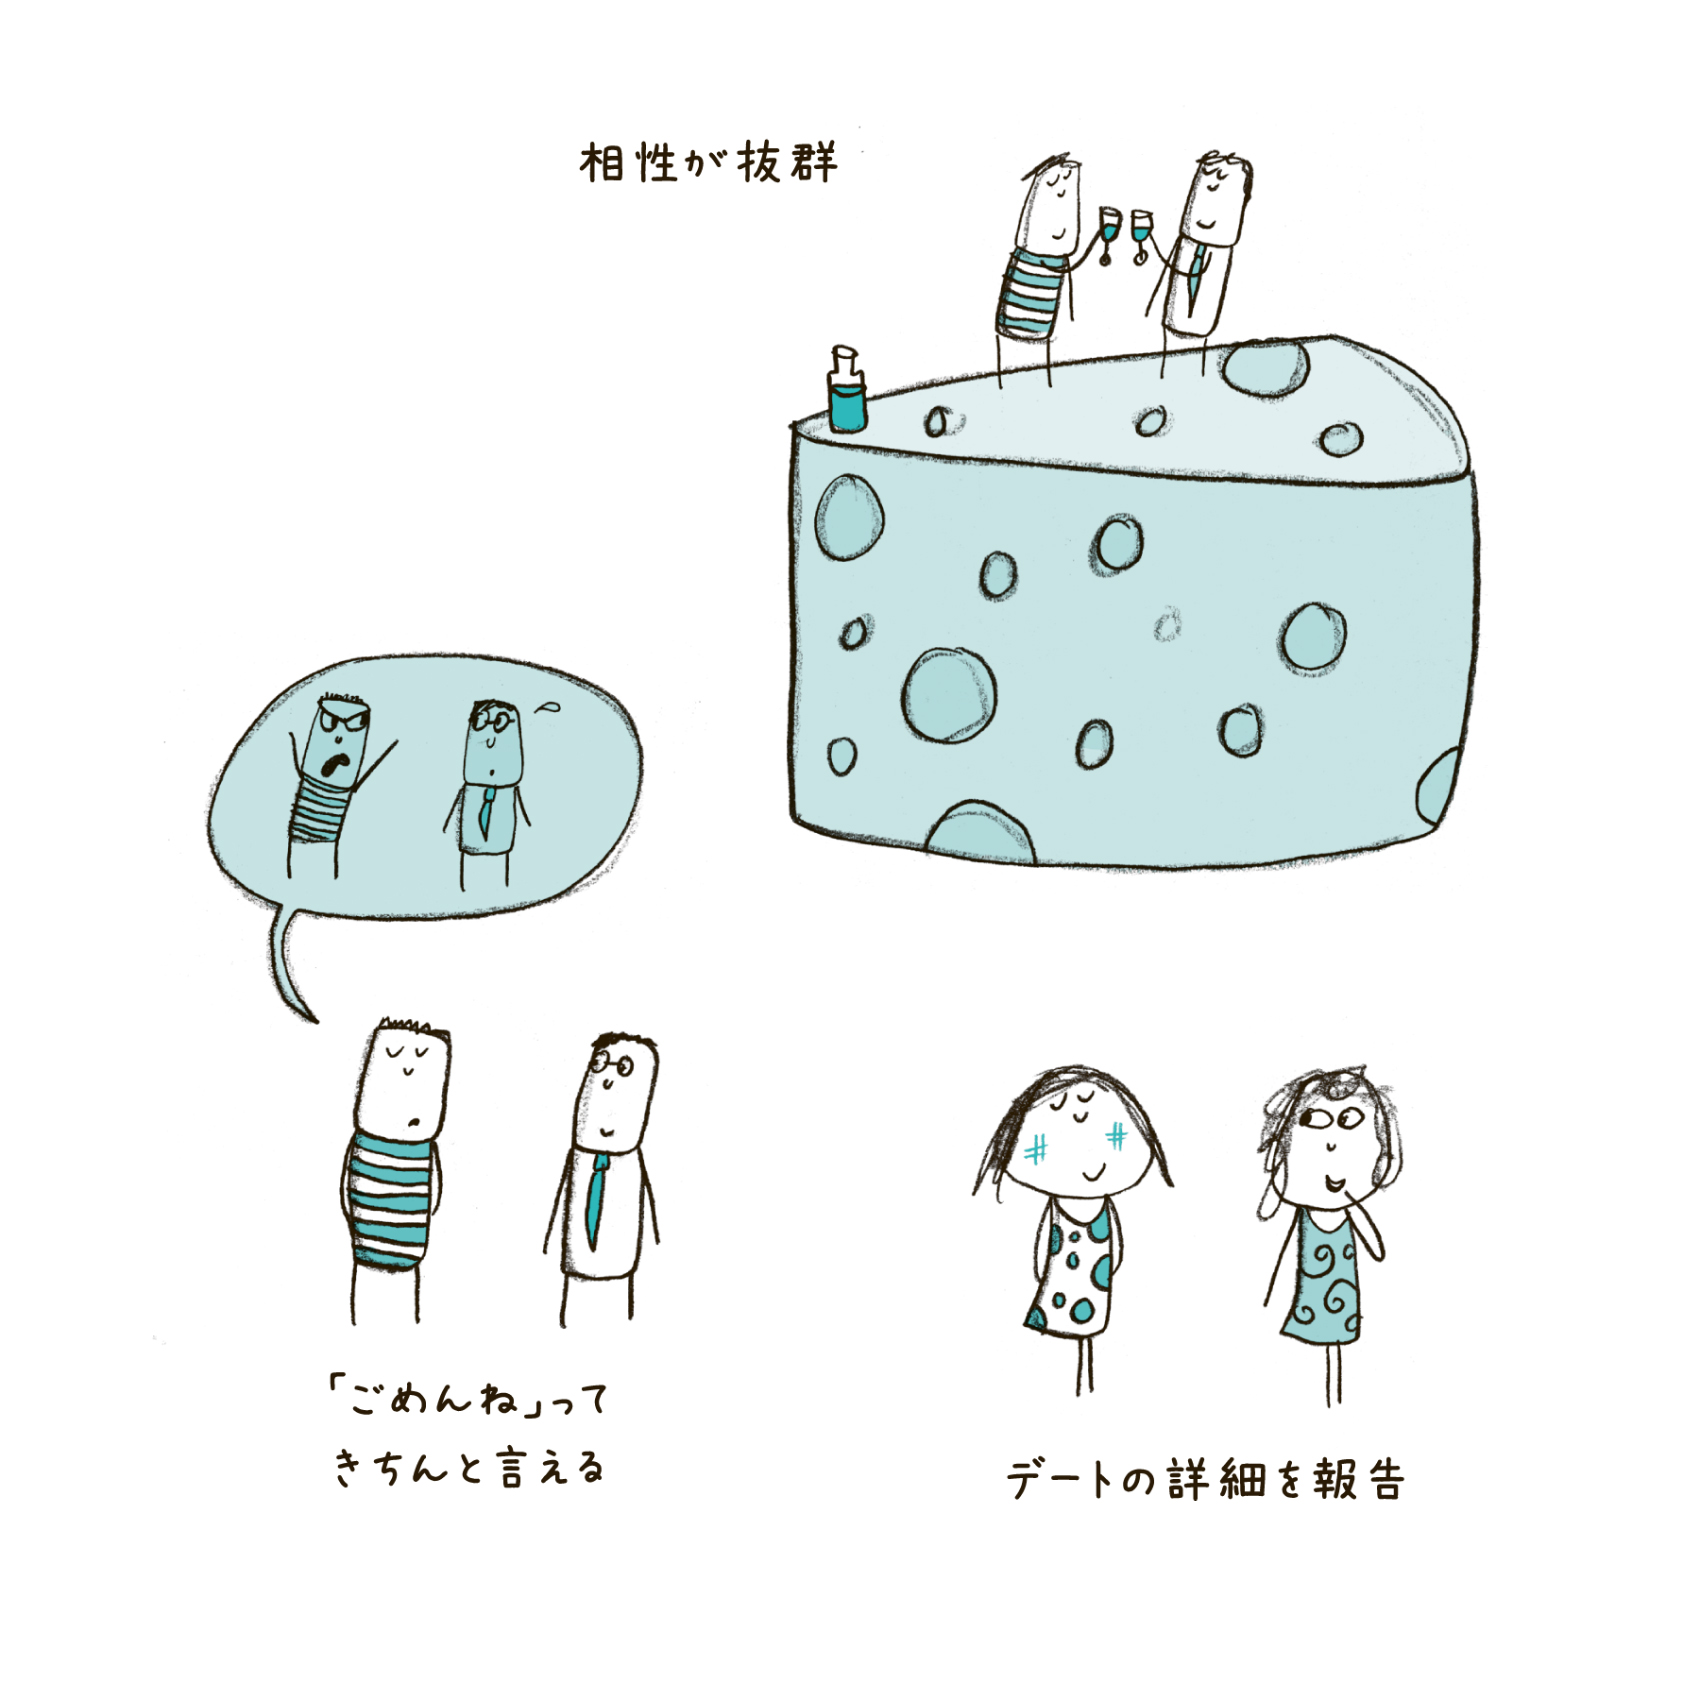 相性が抜群
「ごめんね」って
きちんと言える
デートの詳細を報告